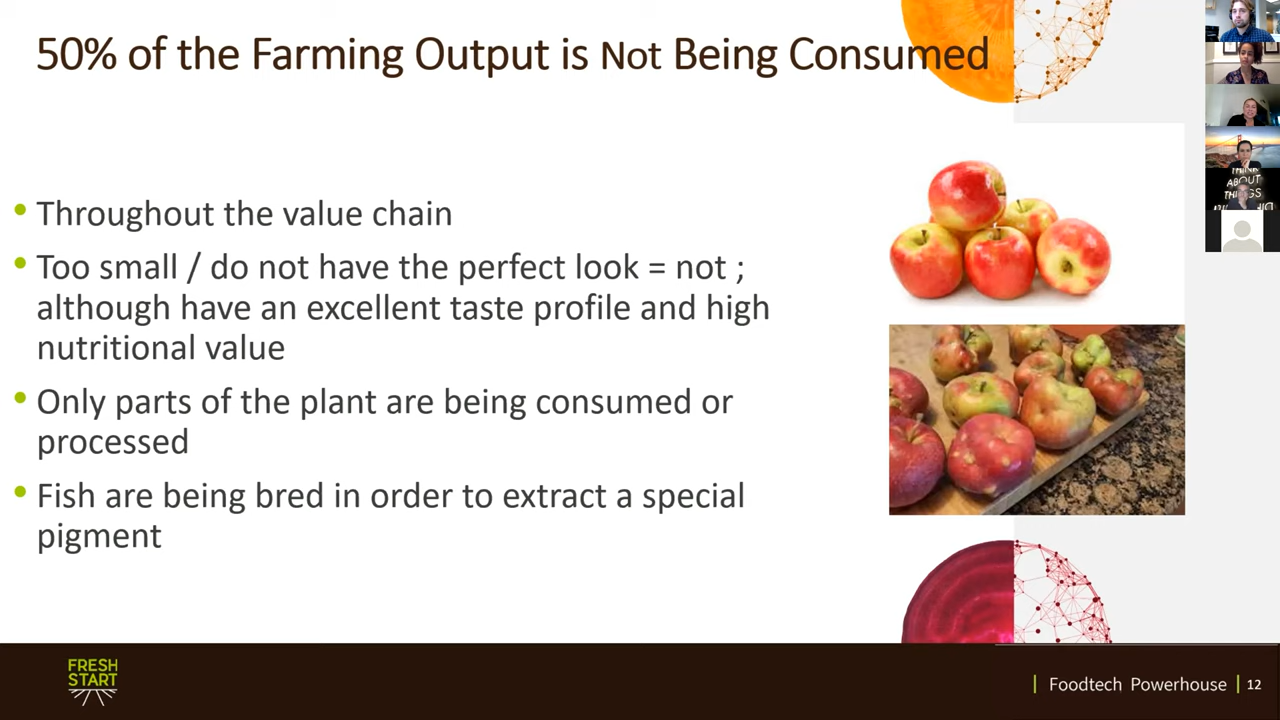 50% of the Farming Output is Not Being Consumed
• Throughout the value chain
• Too small / do not have the perfect look = not ;
although have an excellent taste profile and high
nutritional value
• Only parts of the plant are being consumed or
processed
• Fish are being bred in order to extract a special
pigment
THINK
ABOUT
THINGS
FRESH
START
| Foodtech Powerhouse | 12